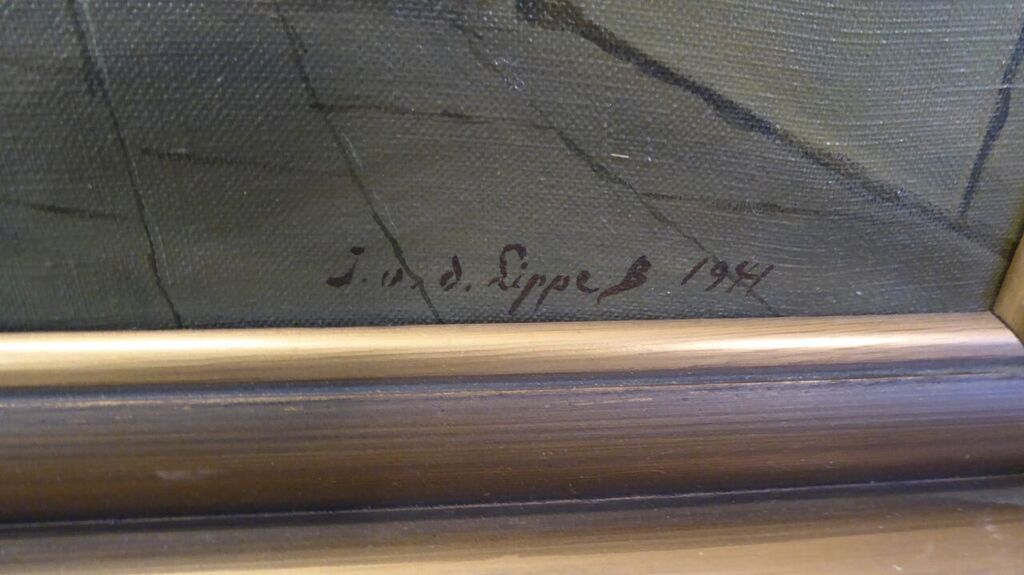 J. v. d. Lippe B 1941